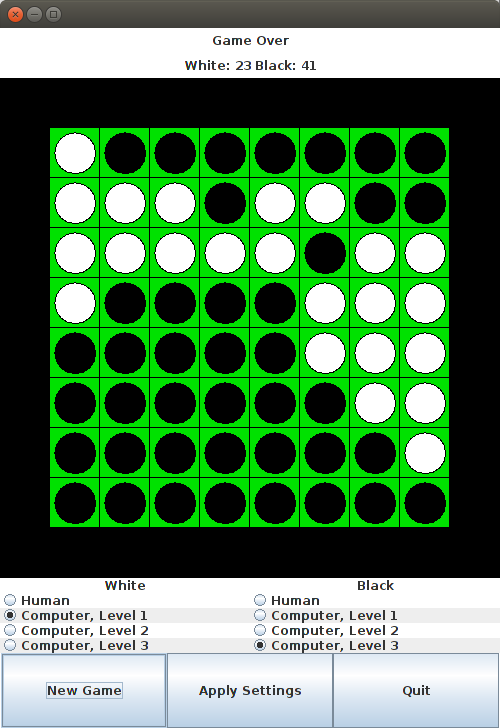 Game Over
White: 23 Black: 41
White Black
Human Human
Computer, Level 1 Computer, Level 1
Computer, Level 2 Computer, Level 2
Computer, Level 3 Computer, Level 3
New Game Apply Settings Quit